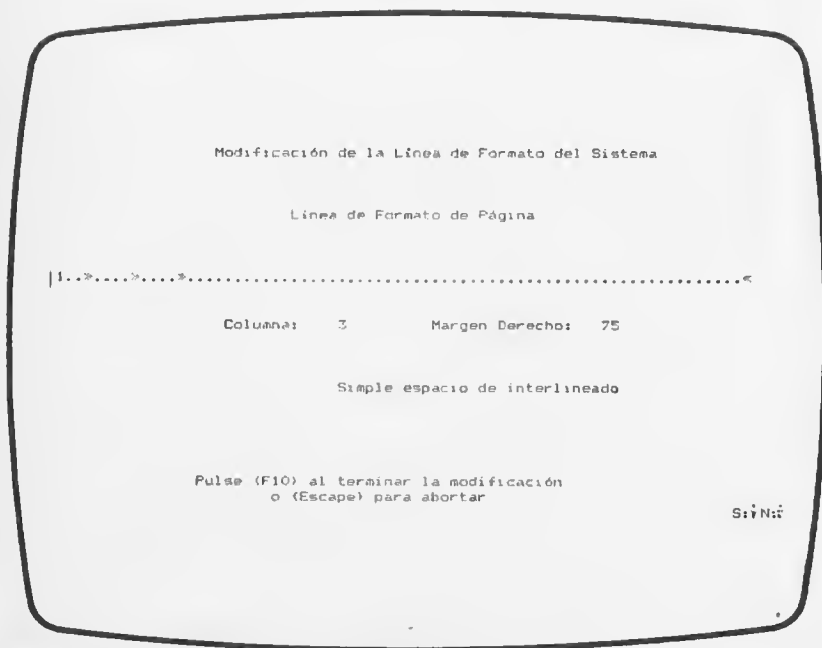 Modificación de la Línea de Formato del Sistema
Línea de Formato de Página
|1..»....»....»...........................................................«
Columna: 3 Margen Derecho: 75
Simple espacio de interlineado
Pulse (F10) al terminar la modificación
o (Escape) para abortar